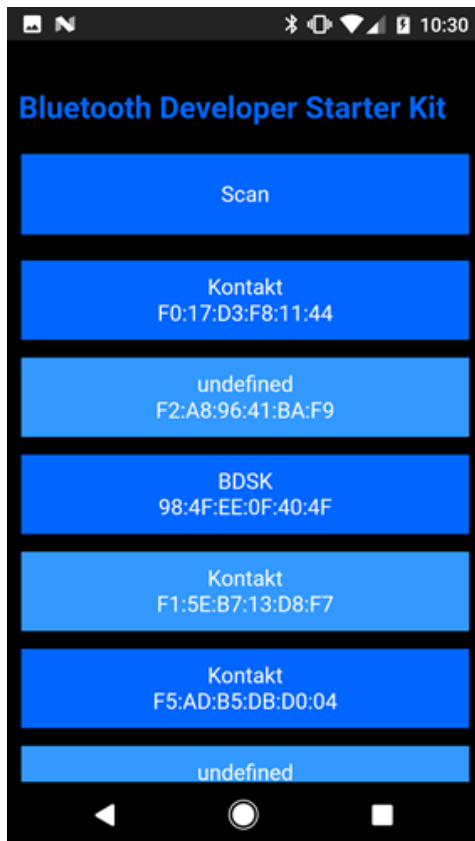 10:30
Bluetooth Developer Starter Kit
Scan
Kontakt
F0:17:D3:F8:11:44
undefined
F2:A8:96:41:BA:F9
BDSK
98:4F:EE:0F:40:4F
Kontakt
F1:5E:B7:13:D8:F7
Kontakt
F5:AD:B5:DB:D0:04
undefined